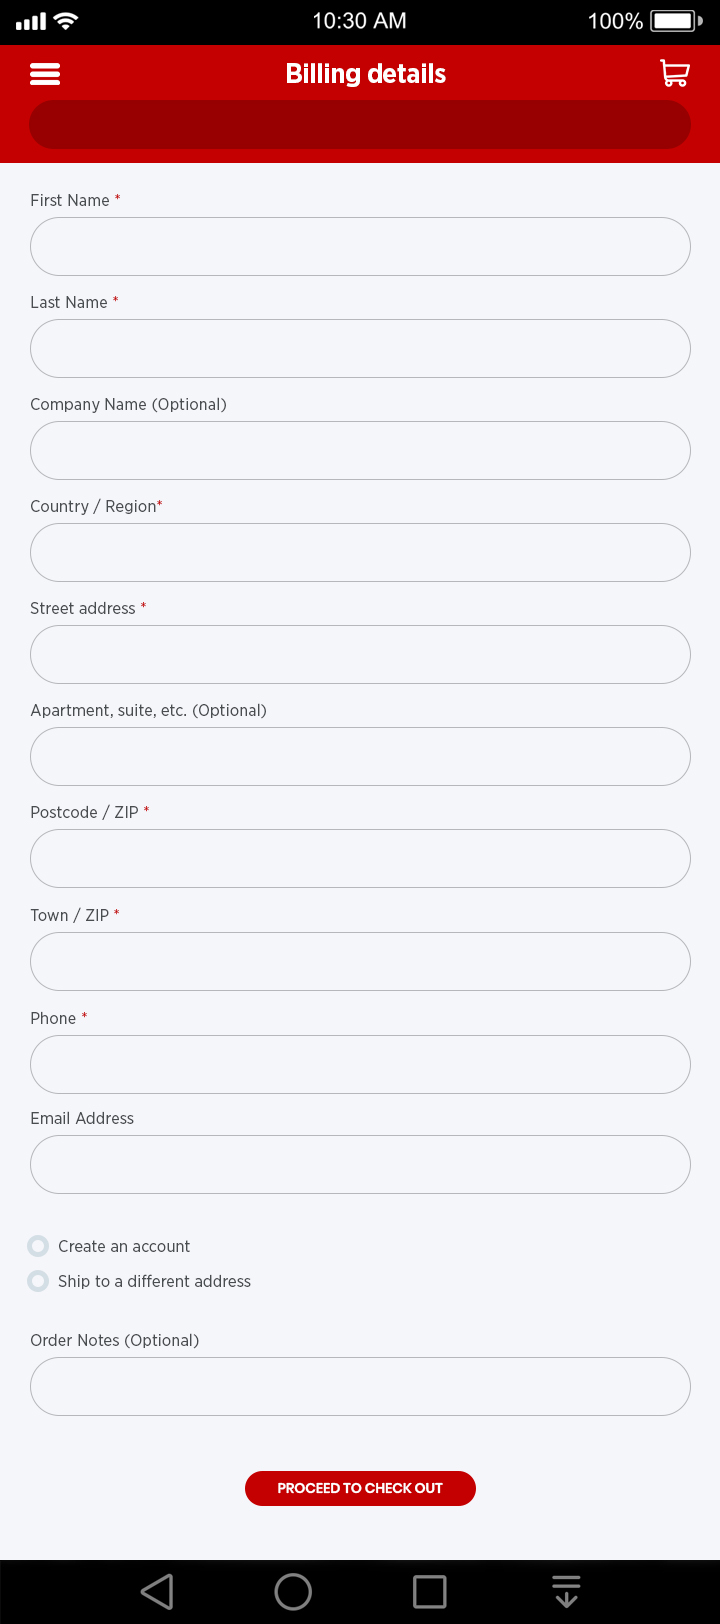 10:30 AM 100%
Billing details
First Name *
Last Name *
Company Name (Optional)
Country / Region*
Street address *
Apartment, suite, etc. (Optional)
Postcode / ZIP *
Town / ZIP *
Phone *
Email Address
Create an account
Ship to a different address
Order Notes (Optional)
PROCEED TO CHECK OUT